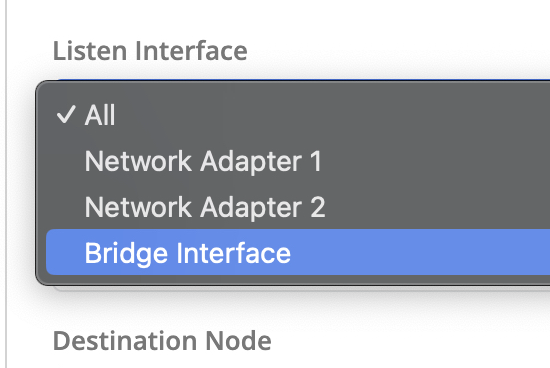 Listen Interface
✓ All
Network Adapter 1
Network Adapter 2
Bridge Interface
Destination Node